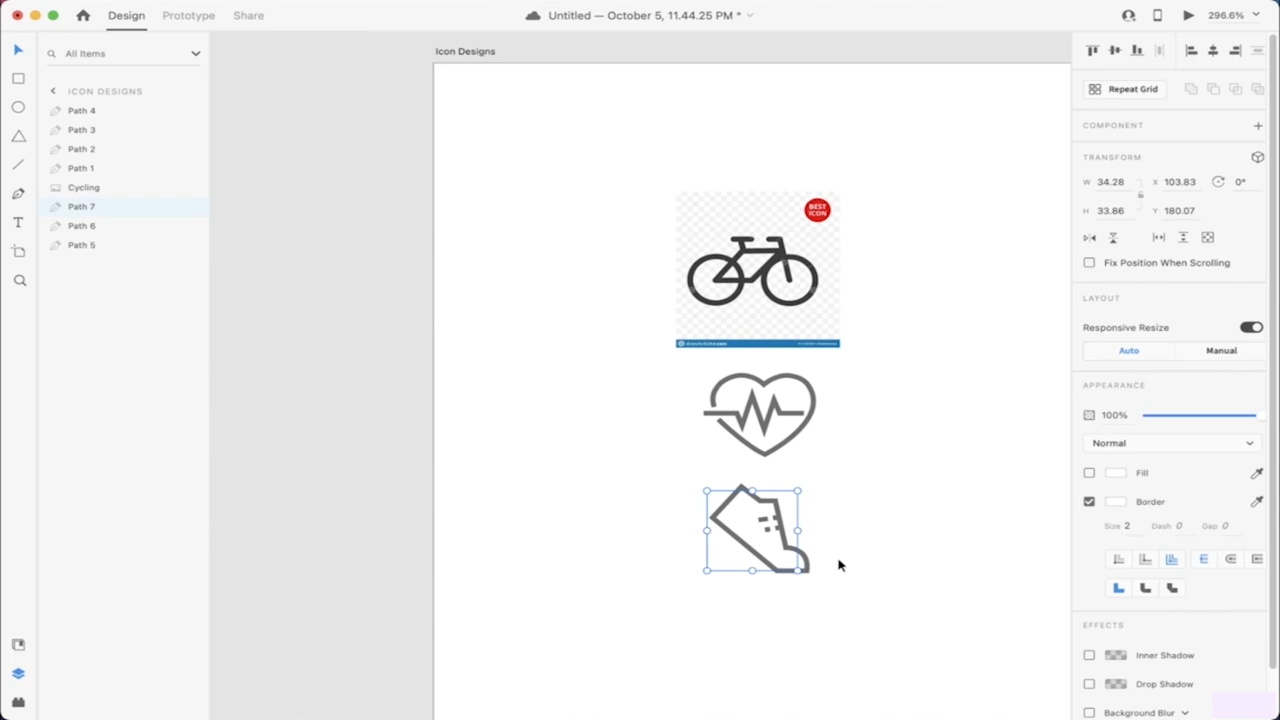 Design
Prototype
Share
Untitled — October 5, 11.44.25 PM *
296.6%
All Items
ICON DESIGNS
Path 4
Path 3
Path 2
Path 1
Cycling
Path 7
Path 6
Path 5
Icon Designs
BEST
ICON
Repeat Grid
COMPONENT
TRANSFORM
W 34.28 X 103.83 0°
H 33.86 Y 180.07
Fix Position When Scrolling
LAYOUT
Responsive Resize
Auto Manual
APPEARANCE
100%
Normal
Fill
Border
Size 2 Dash 0 Gap 0
EFFECTS
Inner Shadow
Drop Shadow
Background Blur